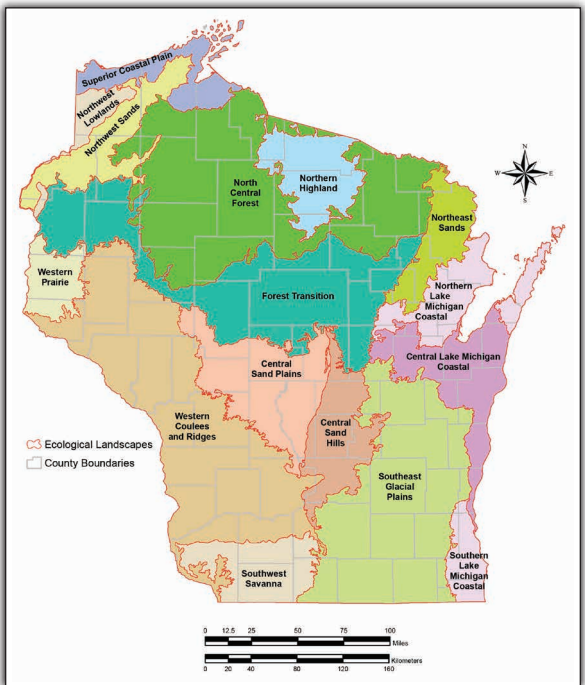 Superior Coastal Plain
Northwest
Lowlands
Northwest Sands
North
Central
Forest
Northern
Highland
Northeast
Sands
Western
Prairie
Forest Transition
Northern
Lake
Michigan
Coastal
Central
Sand Plains
Central Lake Michigan
Coastal
Western
Coulees
and Ridges
Central
Sand
Hills
Southeast
Glacial
Plains
Southwest
Savanna
Southern
Lake
Michigan
Coastal
Ecological Landscapes
County Boundaries
N
W
E
S
0 12.5 25 50 75 100
Miles
Kilometers
0 20 40 80 120 160